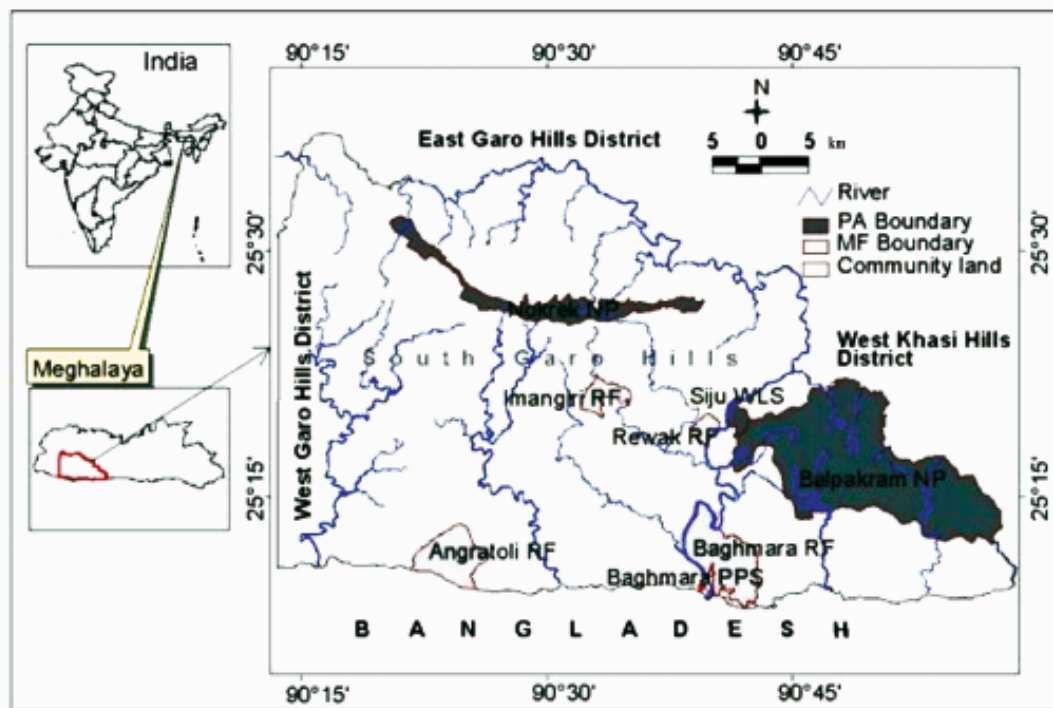 India
Meghalaya
90°15' 90°30' 90°45'
N
5 0 5 km
East Garo Hills District
River
PA Boundary
MF Boundary
Community land
25°30'
25°30'
Nokrek NP
West Garo Hills District
South Garo Hills
West Khasi Hills
District
Imangiri RF
Siju WLS
Rewak RF
Balpakram NP
25°15'
25°15'
Angratoli RF
Baghmara RF
Baghmara PPS
BANGLADESH
90°15' 90°30' 90°45'